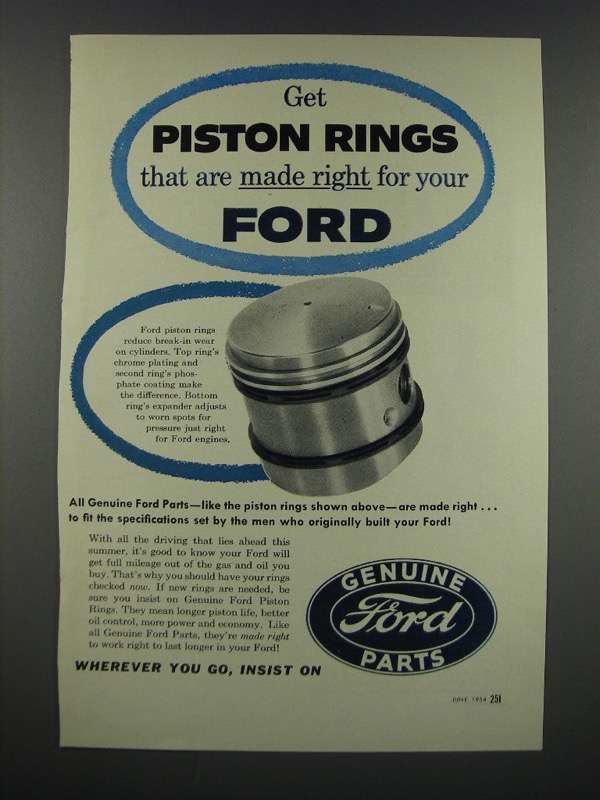 Get
PISTON RINGS
that are made right for your
FORD
Ford piston rings
reduce break-in wear
on cylinders. Top ring's
chrome plating and
second ring's phos-
phate coating make
the difference. Bottom
ring's expander adjusts
to worn spots for
pressure just right
for Ford engines.
All Genuine Ford Parts—like the piston rings shown above—are made right . . .
to fit the specifications set by the men who originally built your Ford!
With all the driving that lies ahead this
summer, it's good to know your Ford will
get full mileage out of the gas and oil you
buy. That's why you should have your rings
checked now. If new rings are needed, be
sure you insist on Genuine Ford Piston
Rings. They mean longer piston life, better
oil control, more power and economy. Like
all Genuine Ford Parts, they're made right
to work right to last longer in your Ford!
WHEREVER YOU GO, INSIST ON
GENUINE
Ford
PARTS
JUNE 1954 251